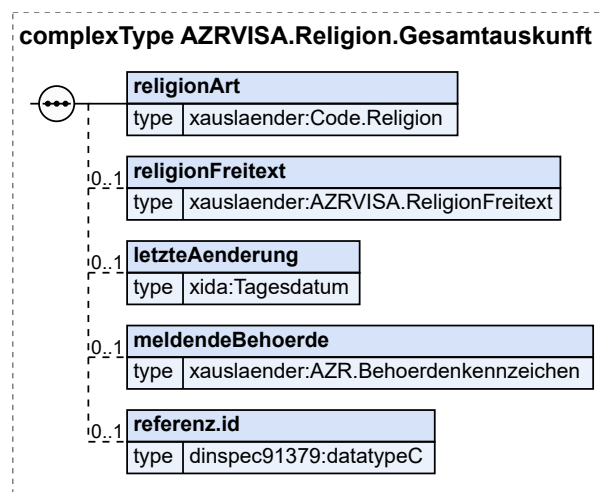 complexType AZRVISA.Religion.Gesamtauskunft
religionArt
type xauslaender:Code.Religion
0..1
religionFreitext
type xauslaender:AZRVISA.ReligionFreitext
0..1
letzteAenderung
type xida:Tagesdatum
0..1
meldendeBehoerde
type xauslaender:AZR.Behoerdenkennzeichen
0..1
referenz.id
type dinspec91379:datatypeC